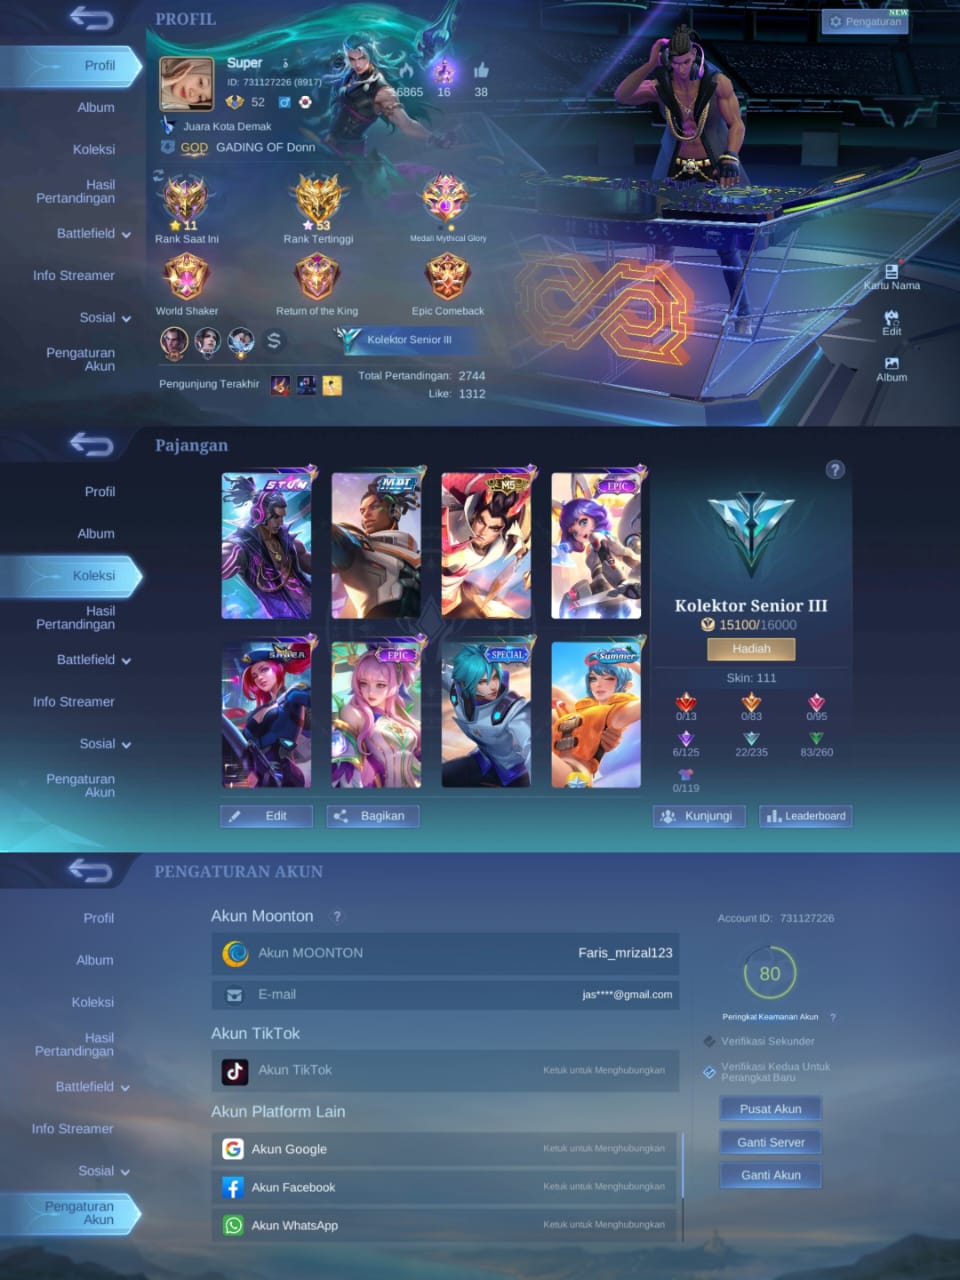 PROFIL
NEW
Pengaturan
Profil
Album
Koleksi
Hasil
Pertandingan
Battlefield
Info Streamer
Sosial
Pengaturan
Akun
Super
ID: 731127226 (8917)
52
16865
16
38
Juara Kota Demak
GOD GADING OF Donn
11
Rank Saat Ini
53
Rank Tertinggi
Medali Mythical Glory
World Shaker
Return of the King
Epic Comeback
Kolektor Senior III
Pengunjung Terakhir
Total Pertandingan: 2744
Like: 1312
Kartu Nama
Edit
Album
Pajangan
Profil
Album
Koleksi
Hasil
Pertandingan
Battlefield
Info Streamer
Sosial
Pengaturan
Akun
S.T.U.N
M5
EPIC
EPIC
SPECIAL
Summer
?
Kolektor Senior III
15100/16000
Hadiah
Skin: 111
0/13
0/83
0/95
6/125
22/235
83/260
0/119
Edit
Bagikan
Kunjungi
Leaderboard
PENGATURAN AKUN
Profil
Album
Koleksi
Hasil
Pertandingan
Battlefield
Info Streamer
Sosial
Pengaturan
Akun
Akun Moonton ?
Akun MOONTON
Faris_mrizal123
E-mail
jas****@gmail.com
Akun TikTok
Akun TikTok
Ketuk untuk Menghubungkan
Akun Platform Lain
Akun Google
Ketuk untuk Menghubungkan
Akun Facebook
Ketuk untuk Menghubungkan
Akun WhatsApp
Ketuk untuk Menghubungkan
Account ID: 731127226
80
Peringkat Keamanan Akun ?
Verifikasi Sekunder
Verifikasi Kedua Untuk
Perangkat Baru
Pusat Akun
Ganti Server
Ganti Akun